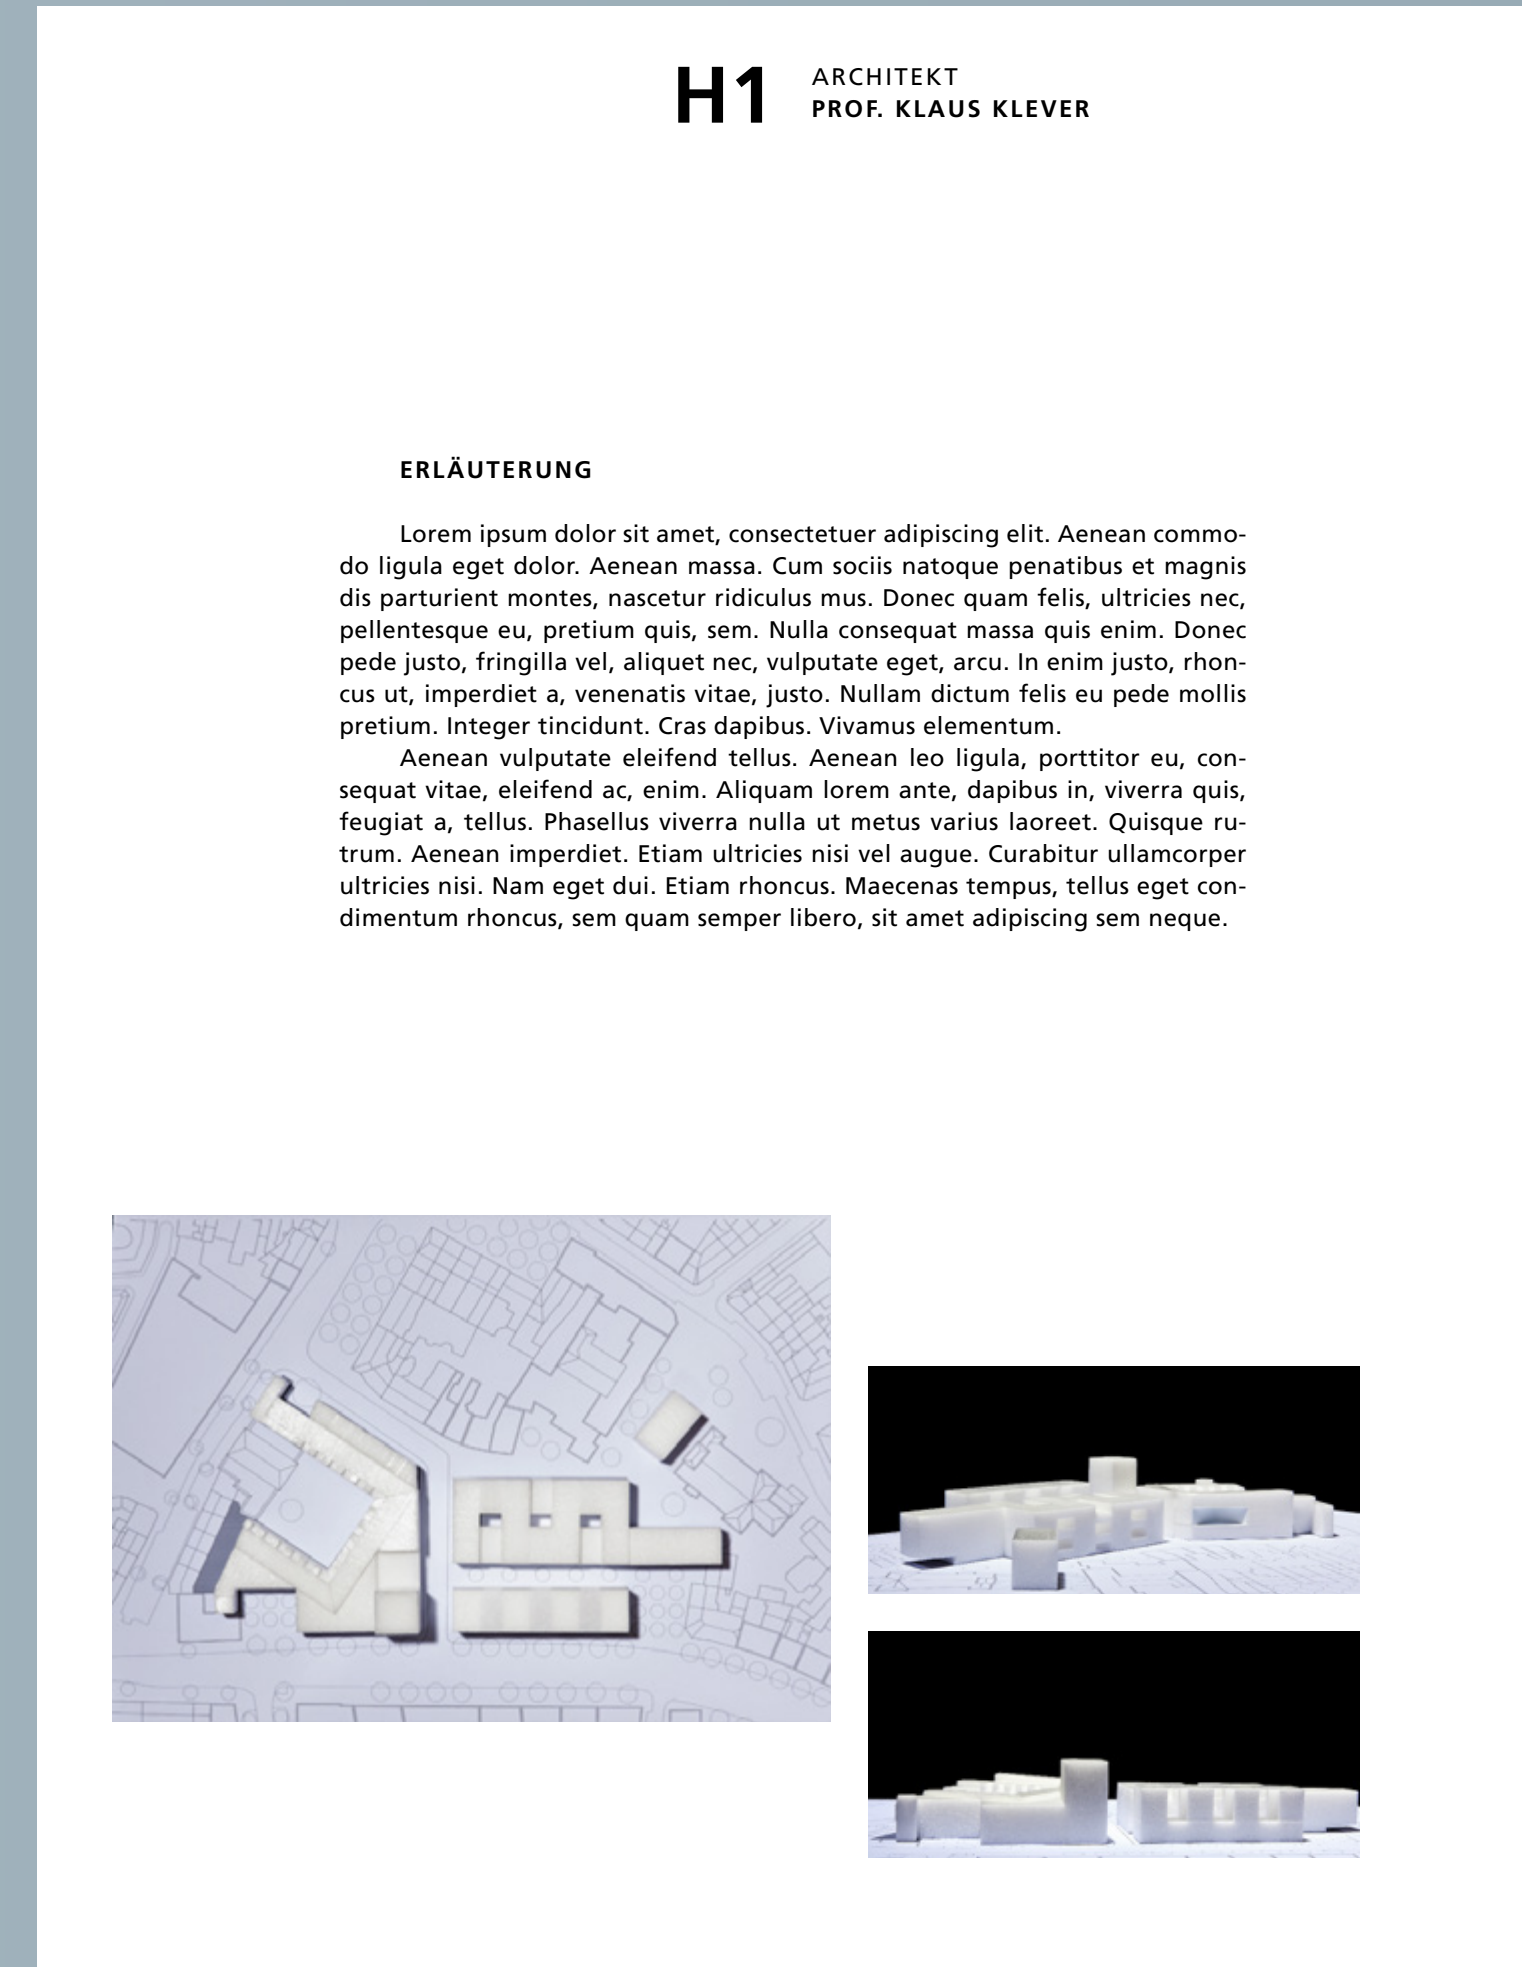 H1
ARCHITEKT
PROF. KLAUS KLEVER
ERLÄUTERUNG
Lorem ipsum dolor sit amet, consectetuer adipiscing elit. Aenean commo-
do ligula eget dolor. Aenean massa. Cum sociis natoque penatibus et magnis
dis parturient montes, nascetur ridiculus mus. Donec quam felis, ultricies nec,
pellentesque eu, pretium quis, sem. Nulla consequat massa quis enim. Donec
pede justo, fringilla vel, aliquet nec, vulputate eget, arcu. In enim justo, rhon-
cus ut, imperdiet a, venenatis vitae, justo. Nullam dictum felis eu pede mollis
pretium. Integer tincidunt. Cras dapibus. Vivamus elementum.
Aenean vulputate eleifend tellus. Aenean leo ligula, porttitor eu, con-
sequat vitae, eleifend ac, enim. Aliquam lorem ante, dapibus in, viverra quis,
feugiat a, tellus. Phasellus viverra nulla ut metus varius laoreet. Quisque ru-
trum. Aenean imperdiet. Etiam ultricies nisi vel augue. Curabitur ullamcorper
ultricies nisi. Nam eget dui. Etiam rhoncus. Maecenas tempus, tellus eget con-
dimentum rhoncus, sem quam semper libero, sit amet adipiscing sem neque.